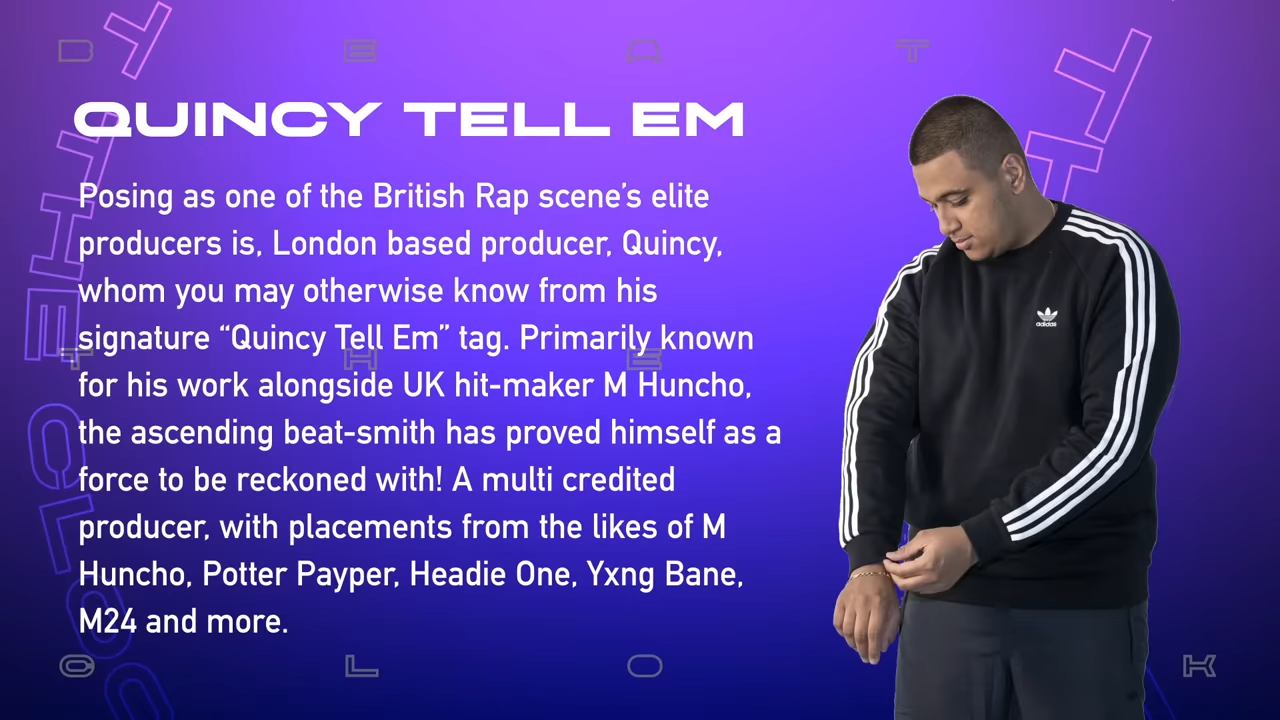 B E A T
QUINCY TELL EM
Posing as one of the British Rap scene’s elite
producers is, London based producer, Quincy,
whom you may otherwise know from his
signature “Quincy Tell Em” tag. Primarily known
for his work alongside UK hit-maker M Huncho,
the ascending beat-smith has proved himself as a
force to be reckoned with! A multi credited
producer, with placements from the likes of M
Huncho, Potter Payper, Headie One, Yxng Bane,
M24 and more.
T H E
C L O K
THE CLOC
adidas